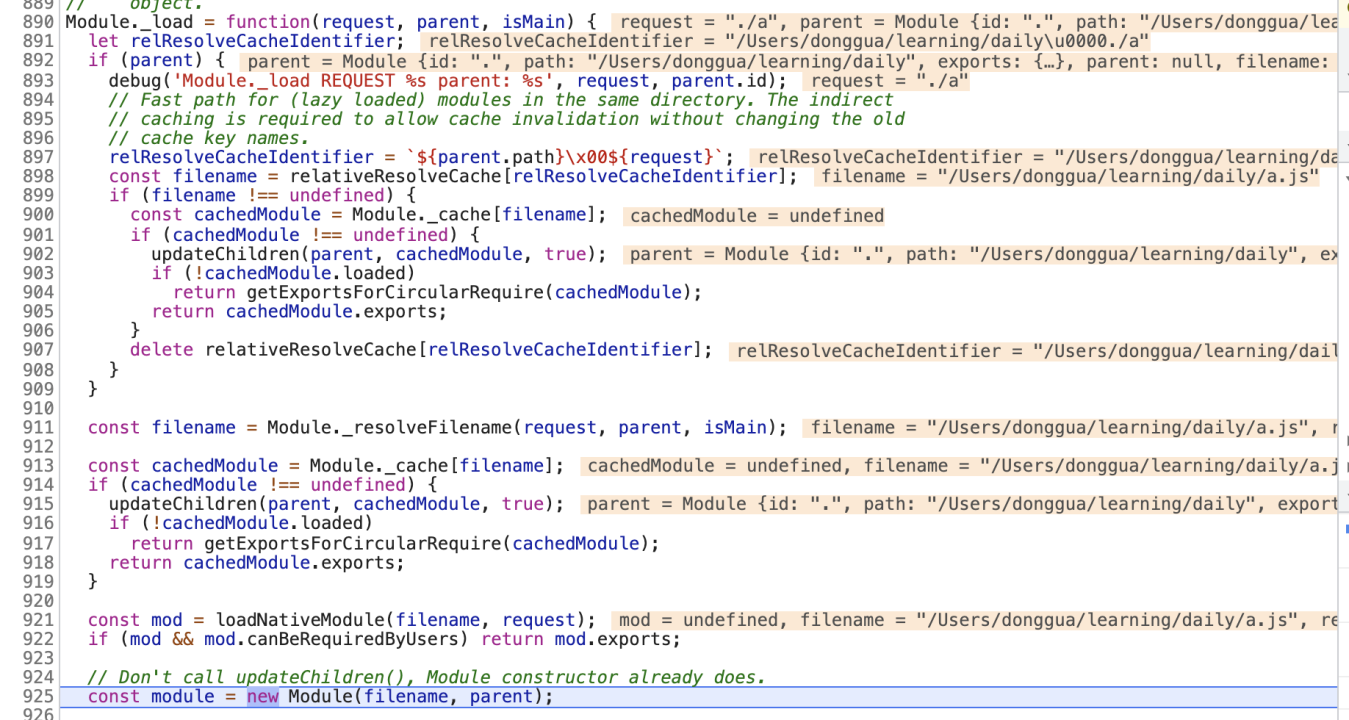 889 // object.
890 Module._load = function(request, parent, isMain) { request = "./a", parent = Module {id: ".", path: "/Users/donggua/lea
891 let relResolveCacheIdentifier; relResolveCacheIdentifier = "/Users/donggua/learning/daily\u0000./a"
892 if (parent) { parent = Module {id: ".", path: "/Users/donggua/learning/daily", exports: {…}, parent: null, filename:
893 debug('Module._load REQUEST %s parent: %s', request, parent.id); request = "./a"
894 // Fast path for (lazy loaded) modules in the same directory. The indirect
895 // caching is required to allow cache invalidation without changing the old
896 // cache key names.
897 relResolveCacheIdentifier = `${parent.path}\x00${request}`; relResolveCacheIdentifier = "/Users/donggua/learning/da
898 const filename = relativeResolveCache[relResolveCacheIdentifier]; filename = "/Users/donggua/learning/daily/a.js"
899 if (filename !== undefined) {
900 const cachedModule = Module._cache[filename]; cachedModule = undefined
901 if (cachedModule !== undefined) {
902 updateChildren(parent, cachedModule, true); parent = Module {id: ".", path: "/Users/donggua/learning/daily", ex
903 if (!cachedModule.loaded)
904 return getExportsForCircularRequire(cachedModule);
905 return cachedModule.exports;
906 }
907 delete relativeResolveCache[relResolveCacheIdentifier]; relResolveCacheIdentifier = "/Users/donggua/learning/dail
908 }
909 }
910
911 const filename = Module._resolveFilename(request, parent, isMain); filename = "/Users/donggua/learning/daily/a.js", r
912
913 const cachedModule = Module._cache[filename]; cachedModule = undefined, filename = "/Users/donggua/learning/daily/a.j
914 if (cachedModule !== undefined) {
915 updateChildren(parent, cachedModule, true); parent = Module {id: ".", path: "/Users/donggua/learning/daily", export
916 if (!cachedModule.loaded)
917 return getExportsForCircularRequire(cachedModule);
918 return cachedModule.exports;
919 }
920
921 const mod = loadNativeModule(filename, request); mod = undefined, filename = "/Users/donggua/learning/daily/a.js", re
922 if (mod && mod.canBeRequiredByUsers) return mod.exports;
923
924 // Don't call updateChildren(), Module constructor already does.
925 const module = new Module(filename, parent);
926